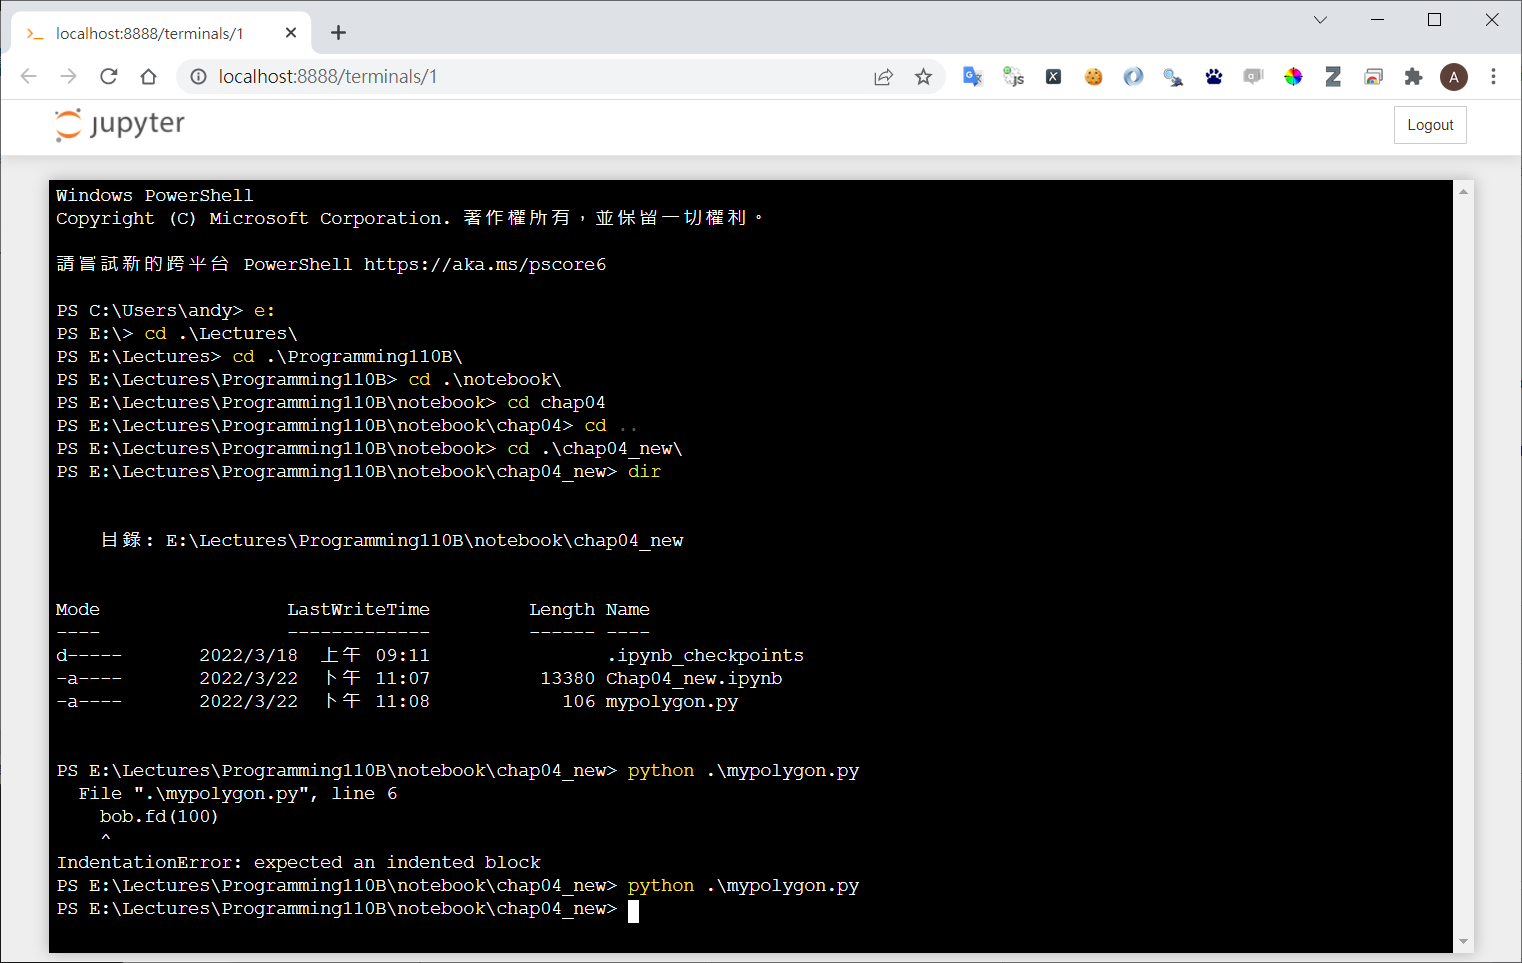 localhost:8888/terminals/1
localhost:8888/terminals/1
A
jupyter
Logout
Windows PowerShell
Copyright (C) Microsoft Corporation. 著作權所有，並保留一切權利。
請嘗試新的跨平台 PowerShell https://aka.ms/pscore6
PS C:\Users\andy> e:
PS E:\> cd .\Lectures\
PS E:\Lectures> cd .\Programming110B\
PS E:\Lectures\Programming110B> cd .\notebook\
PS E:\Lectures\Programming110B\notebook> cd chap04
PS E:\Lectures\Programming110B\notebook\chap04> cd ..
PS E:\Lectures\Programming110B\notebook> cd .\chap04_new\
PS E:\Lectures\Programming110B\notebook\chap04_new> dir
目錄: E:\Lectures\Programming110B\notebook\chap04_new
Mode LastWriteTime Length Name
---- ------------- ------ ----
d----- 2022/3/18 上午 09:11 .ipynb_checkpoints
-a---- 2022/3/22 下午 11:07 13380 Chap04_new.ipynb
-a---- 2022/3/22 下午 11:08 106 mypolygon.py
PS E:\Lectures\Programming110B\notebook\chap04_new> python .\mypolygon.py
File ".\mypolygon.py", line 6
bob.fd(100)
^
IndentationError: expected an indented block
PS E:\Lectures\Programming110B\notebook\chap04_new> python .\mypolygon.py
PS E:\Lectures\Programming110B\notebook\chap04_new>